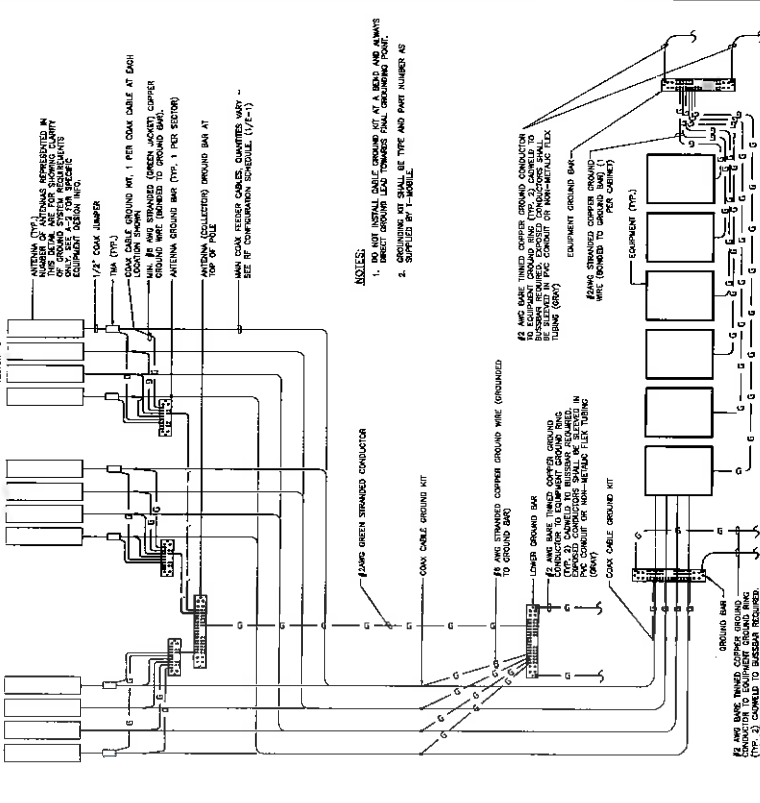 ANTENNA (TYP.)
NUMBER OF ANTENNAS REPRESENTED IN
THIS DETAIL ARE FOR SHOWING CLARITY
OF GROUND SYSTEM REQUIREMENTS
ONLY. SEE A-2 FOR SPECIFIC
EQUIPMENT DESIGN INFO.
1/2" COAX JUMPER
TMA (TYP.)
COAX CABLE GROUND KIT, 1 PER COAX CABLE AT EACH
LOCATION SHOWN
MIN. #6 AWG STRANDED (GREEN JACKET) COPPER
GROUND WIRE (BONDED TO GROUND BAR).
ANTENNA GROUND BAR (TYP. 1 PER SECTOR)
ANTENNA (COLLECTOR) GROUND BAR AT
TOP OF POLE
MAIN COAX FEEDER CABLES. QUANTITES VARY –
SEE RF CONFIGURATION SCHEDULE. (1/E-1)
NOTES:
1. DO NOT INSTALL CABLE GROUND KIT AT A BEND AND ALWAYS
DIRECT GROUND LEAD TOWARDS FINAL GROUNDING POINT.
2. GROUNDING KIT SHALL BE TYPE AND PART NUMBER AS
SUPPLIED BY T-MOBILE
#2AWG GREEN STRANDED CONDUCTOR
COAX CABLE GROUND KIT
#6 AWG STRANDED COPPER GROUND WIRE (GROUNDED
TO GROUND BAR)
LOWER GROUND BAR
#2 AWG BARE TINNED COPPER GROUND
CONDUCTOR TO EQUIPMENT GROUND RING
(TYP. 2) CADWELD TO BUSSBAR REQUIRED.
EXPOSED CONDUCTORS SHALL BE SLEEVED IN
PVC CONDUIT OR NON-METALIC FLEX TUBING
(GRAY)
COAX CABLE GROUND KIT
#2 AWG BARE TINNED COPPER GROUND CONDUCTOR
TO EQUIPMENT GROUND RING (TYP. 2) CADWELD TO
BUSSBAR REQUIRED. EXPOSED CONDUCTORS SHALL
BE SLEEVED IN PVC CONDUIT OR NON-METALIC FLEX
TUBING (GRAY)
EQUIPMENT GROUND BAR
#2AWG STRANDED COPPER GROUND
WIRE (BONDED TO GROUND BAR) (1
PER CABINET)
EQUIPMENT (TYP.)
GROUND BAR
#2 AWG BARE TINNED COPPER GROUND
CONDUCTOR TO EQUIPMENT GROUND RING
(TYP. 2) CADWELD TO BUSSBAR REQUIRED.